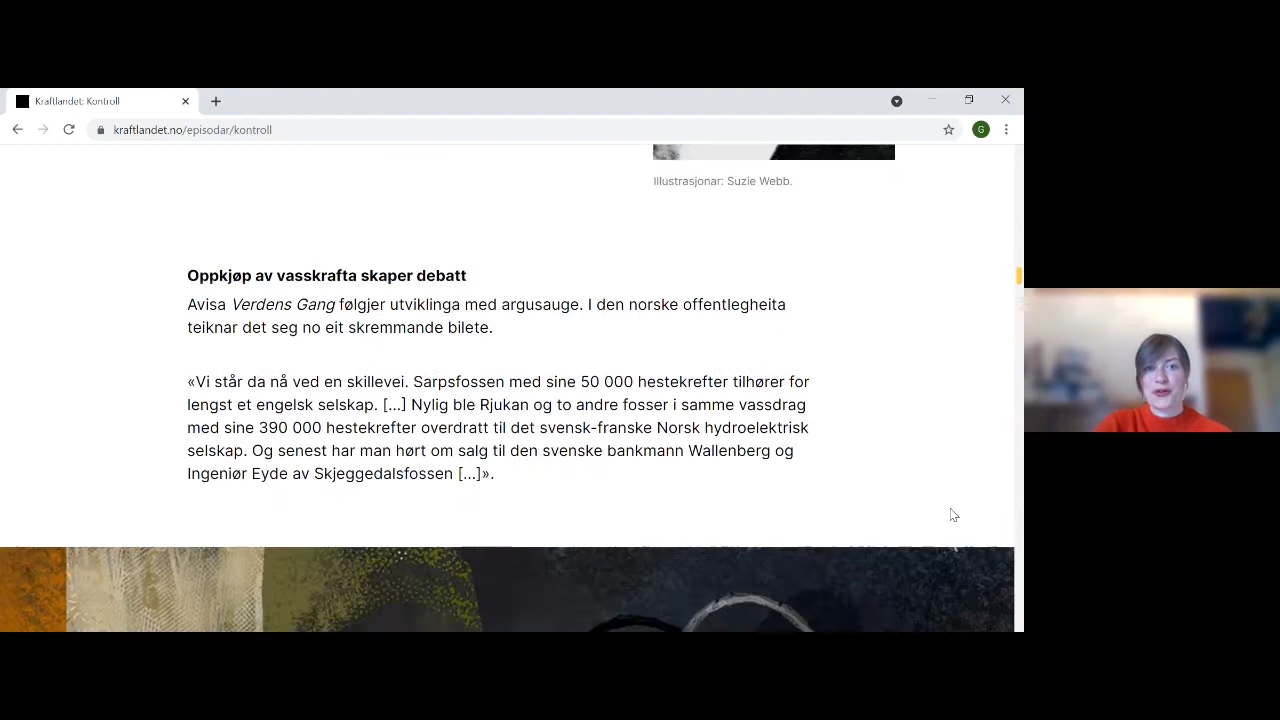 Kraftlandet: Kontroll
kraftlandet.no/episodar/kontroll
G
Illustrasjonar: Suzie Webb.
Oppkjøp av vasskrafta skaper debatt
Avisa Verdens Gang følgjer utviklinga med argusauge. I den norske offentlegheita
teiknar det seg no eit skremmande bilete.
«Vi står da nå ved en skillevei. Sarpsfossen med sine 50 000 hestekrefter tilhører for
lengst et engelsk selskap. [...] Nylig ble Rjukan og to andre fosser i samme vassdrag
med sine 390 000 hestekrefter overdratt til det svensk-franske Norsk hydroelektrisk
selskap. Og senest har man hørt om salg til den svenske bankmann Wallenberg og
Ingeniør Eyde av Skjeggedalsfossen [...]».